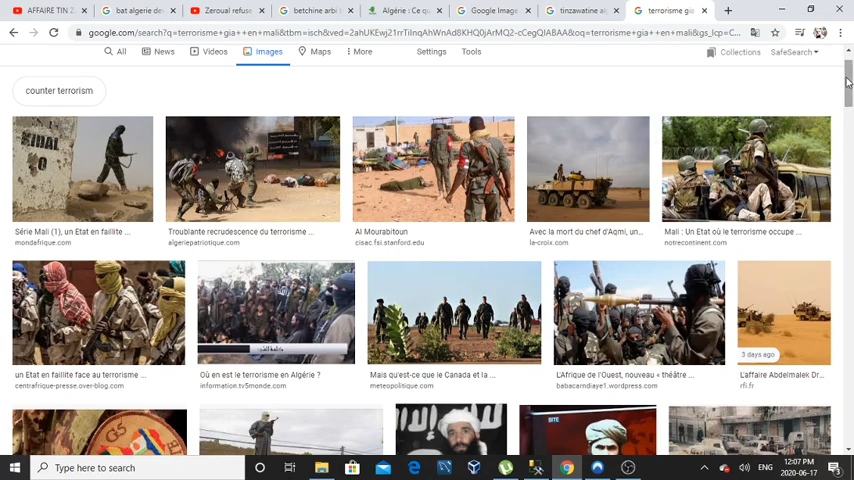 AFFAIRE TIN Z
bat algerie de
Zeroual refuse
betchine arbi
Algérie : Ce qu
Google Image
tinzawatine al
terrorisme gia
google.com/search?q=terrorisme+gia++en+mali&tbm=isch&ved=2ahUKEwj21rrTiInqAhWnAd8KHQ0jArMQ2-cCegQIABAA&oq=terrorisme+gia++en+mali&gs_lcp=C...
All News Videos Images Maps More Settings Tools Collections SafeSearch
counter terrorism
KIDAL
0
Série Mali (1), un Etat en faillite ...
mondafrique.com
Troublante recrudescence du terrorisme ...
algeriepatriotique.com
Al Mourabitoun
cisac.fsi.stanford.edu
Avec la mort du chef d'Aqmi, un...
la-croix.com
Mali : Un Etat où le terrorisme occupe ...
notrecontinent.com
un Etat en faillite face au terrorisme ...
centrafrique-presse.over-blog.com
Où en est le terrorisme en Algérie ?
information.tv5monde.com
Mais qu'est-ce que le Canada et la ...
meteopolitique.com
L'Afrique de l'Ouest, nouveau « théâtre ...
babacarndiaye1.wordpress.com
3 days ago
L'affaire Abdelmalek Dr...
rfi.fr
G5
SITE
Type here to search
ENG
12:07 PM
2020-06-17
3